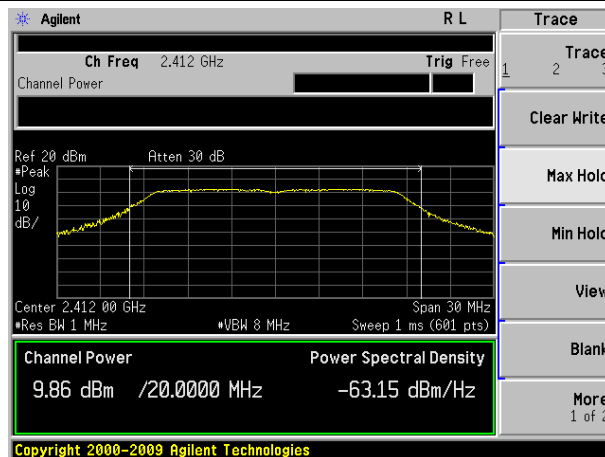 Agilent R L Trace
Ch Freq 2.412 GHz Trig Free
Channel Power
Trace
1 2 3
Clear Write
Max Hold
Min Hold
View
Blank
More
1 of 2
Ref 20 dBm Atten 30 dB
#Peak
Log
10
dB/
Center 2.412 00 GHz Span 30 MHz
#Res BW 1 MHz #VBW 8 MHz Sweep 1 ms (601 pts)
Channel Power Power Spectral Density
9.86 dBm /20.0000 MHz -63.15 dBm/Hz
Copyright 2000-2009 Agilent Technologies